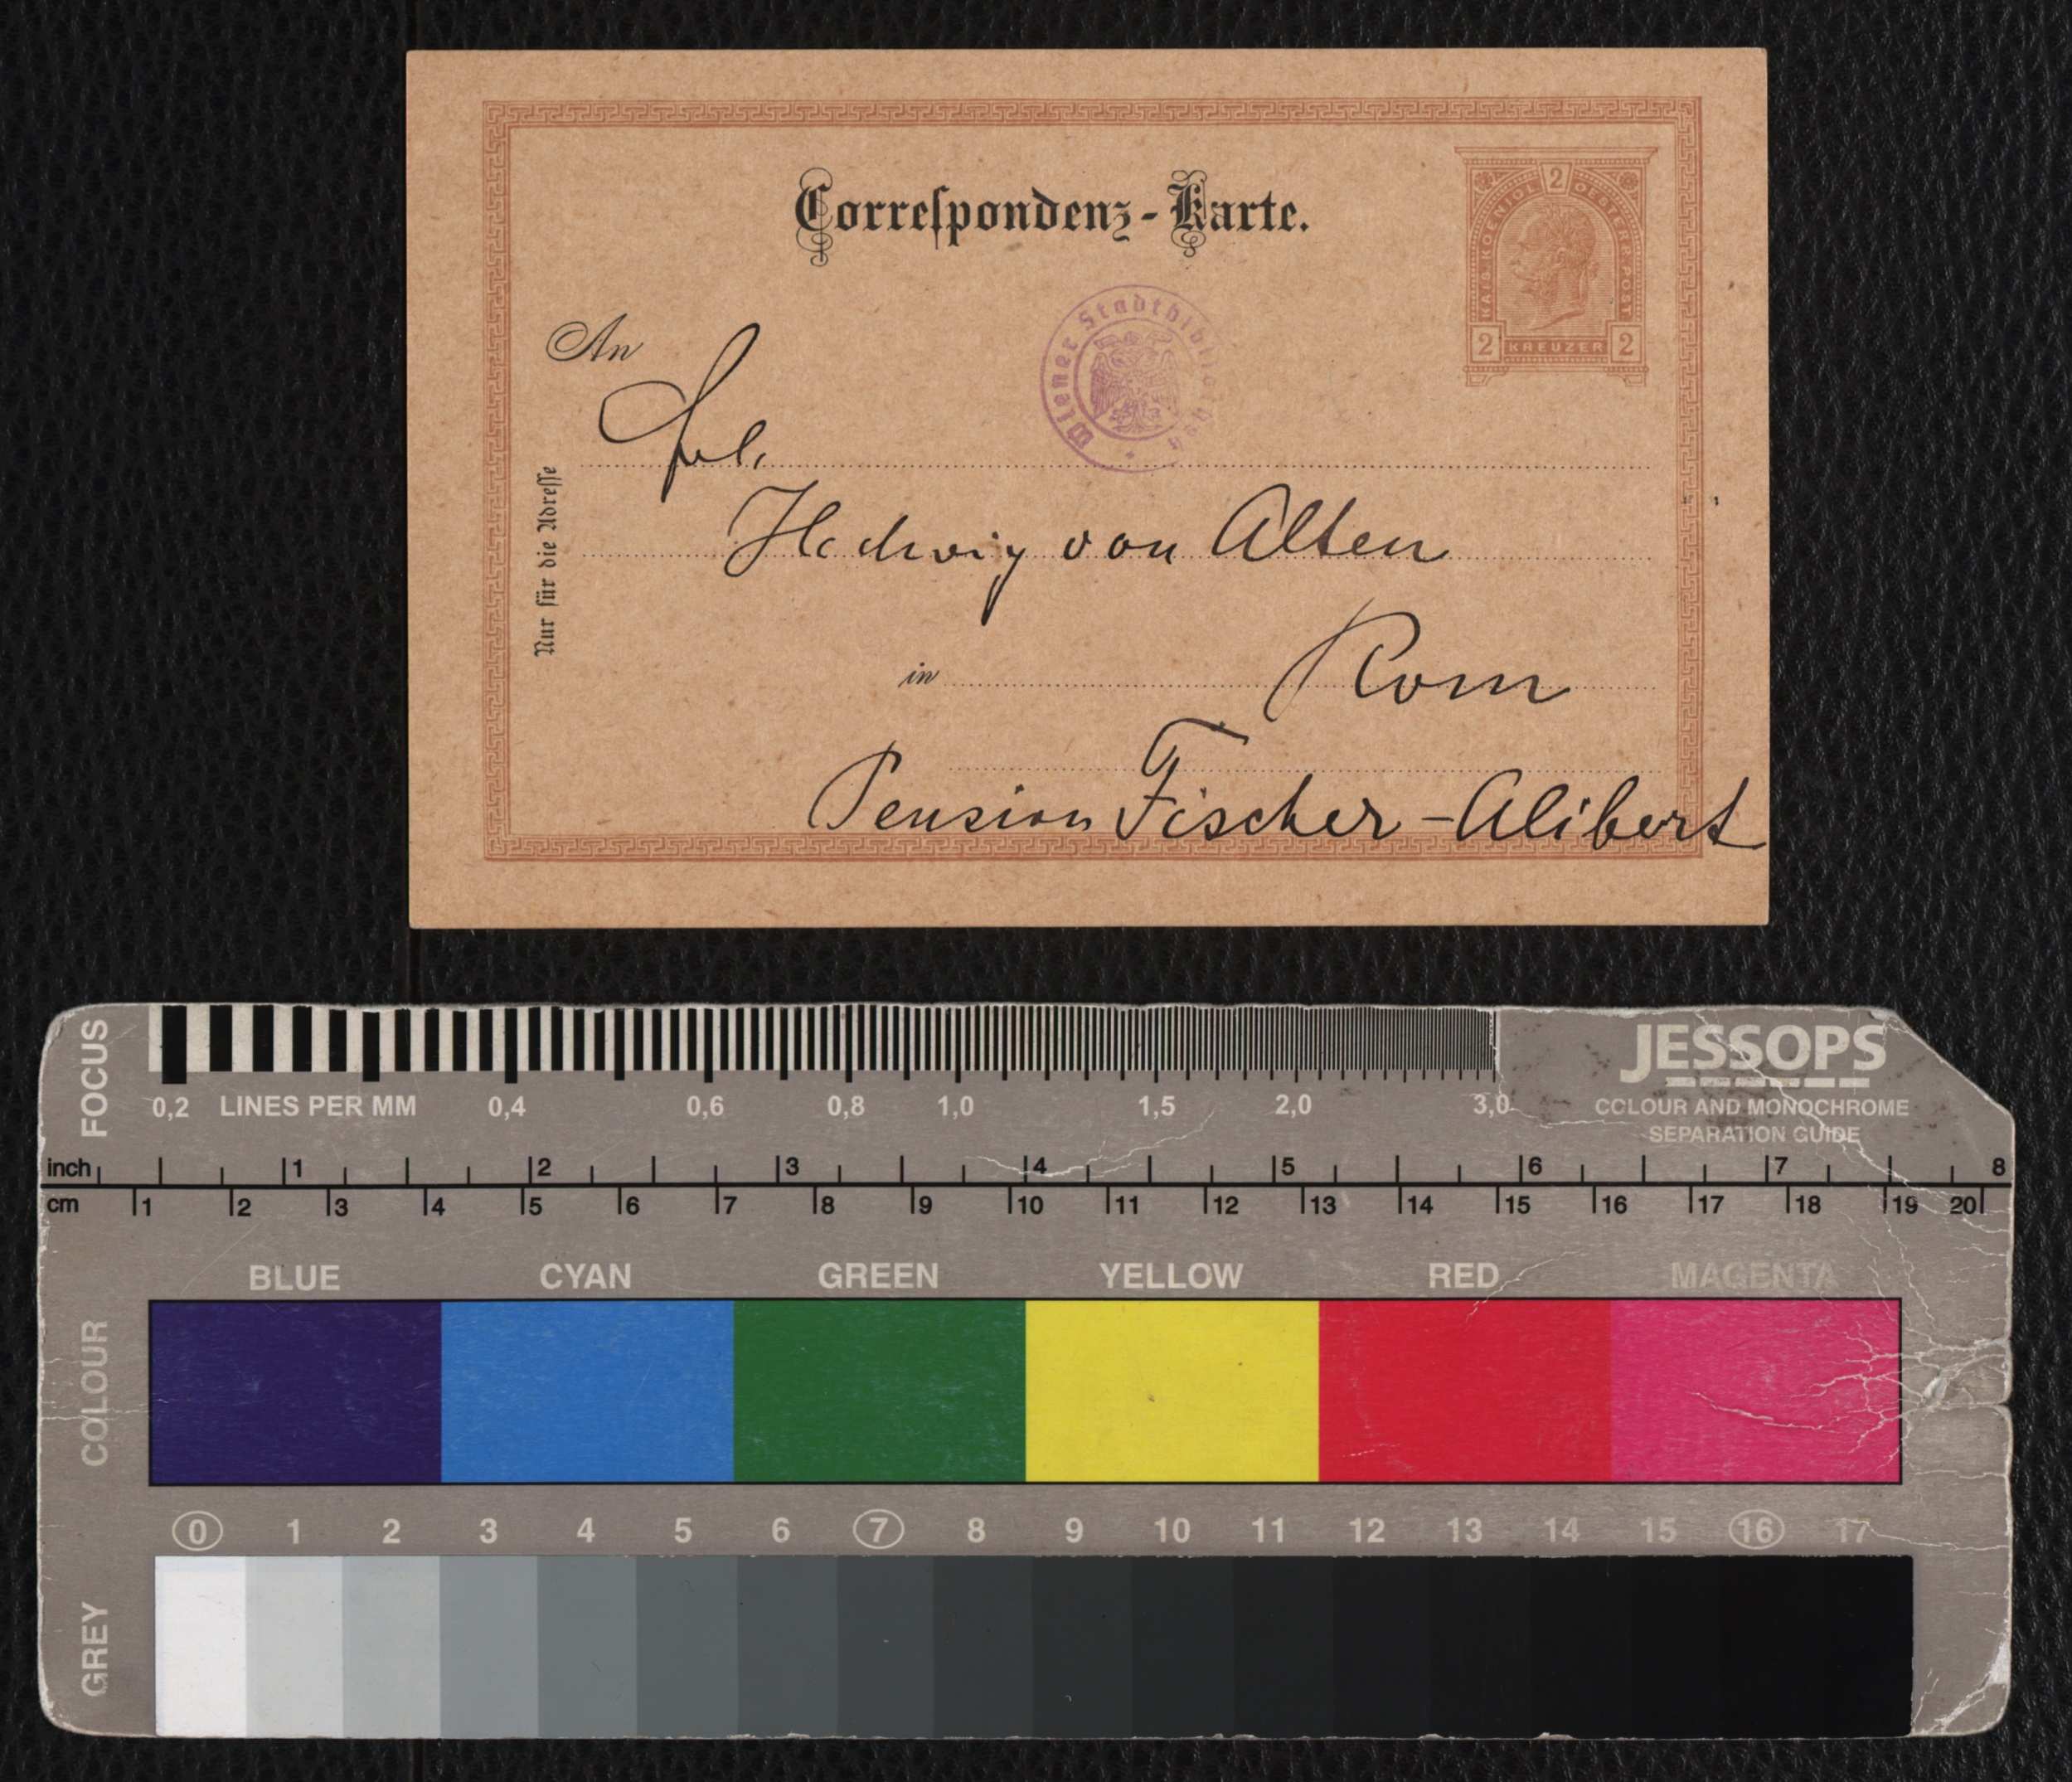 Correspondenz-Karte.
2
KAIS. KOENIGL. OESTERR. POST
2 KREUZER 2
Wiener Stadtbibliothek
An
Frl.
Nur für die Adresse
Hedwig von Alten
in Rom
Pension Fischer-Alibert
FOCUS
0,2 LINES PER MM 0,4 0,6 0,8 1,0 1,5 2,0 3,0
JESSOPS
COLOUR AND MONOCHROME
SEPARATION GUIDE
inch 1 2 3 4 5 6 7 8
cm 1 2 3 4 5 6 7 8 9 10 11 12 13 14 15 16 17 18 19 20
BLUE CYAN GREEN YELLOW RED MAGENTA
COLOUR
0 1 2 3 4 5 6 7 8 9 10 11 12 13 14 15 16 17
GREY